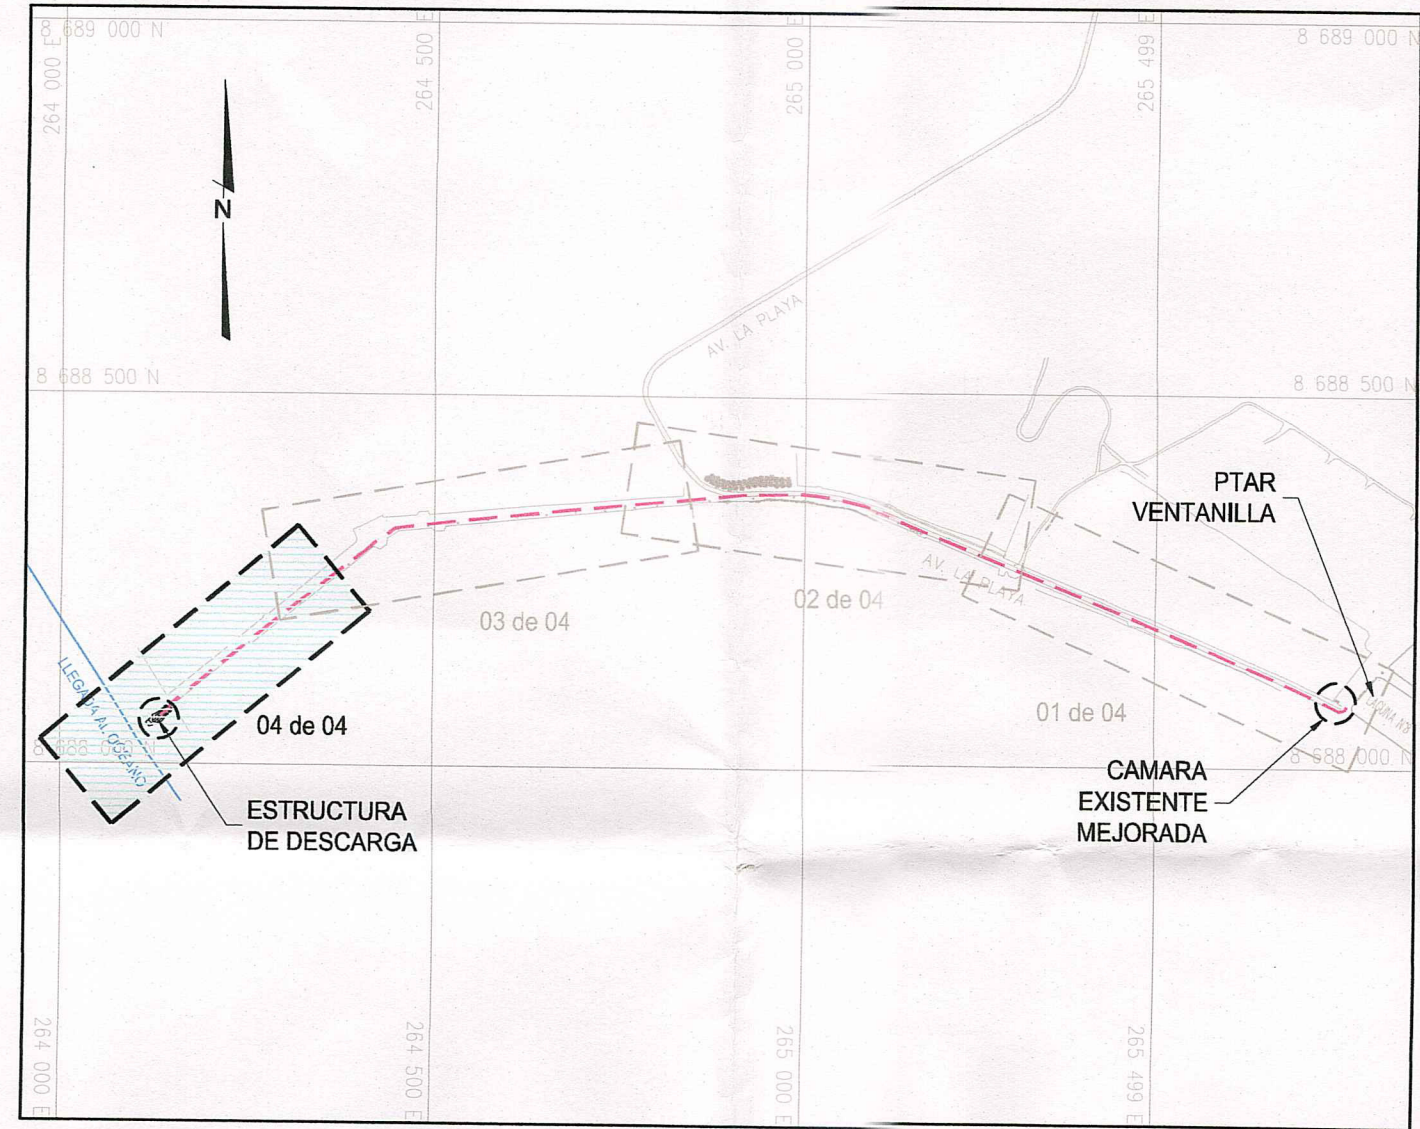 8 689 000 N
264 000 E
264 500 E
265 000 E
265 499 E
8 689 000 N
N
AV. LA PLAYA
8 688 500 N
8 688 500 N
PTAR
VENTANILLA
AV. LA PLAYA
03 de 04
02 de 04
01 de 04
04 de 04
LLEGADA AL OCEANO
LAGUNA N°3
8 688 000 N
8 688 000 N
ESTRUCTURA
DE DESCARGA
CAMARA
EXISTENTE
MEJORADA
264 000 E
264 500 E
265 000 E
265 499 E